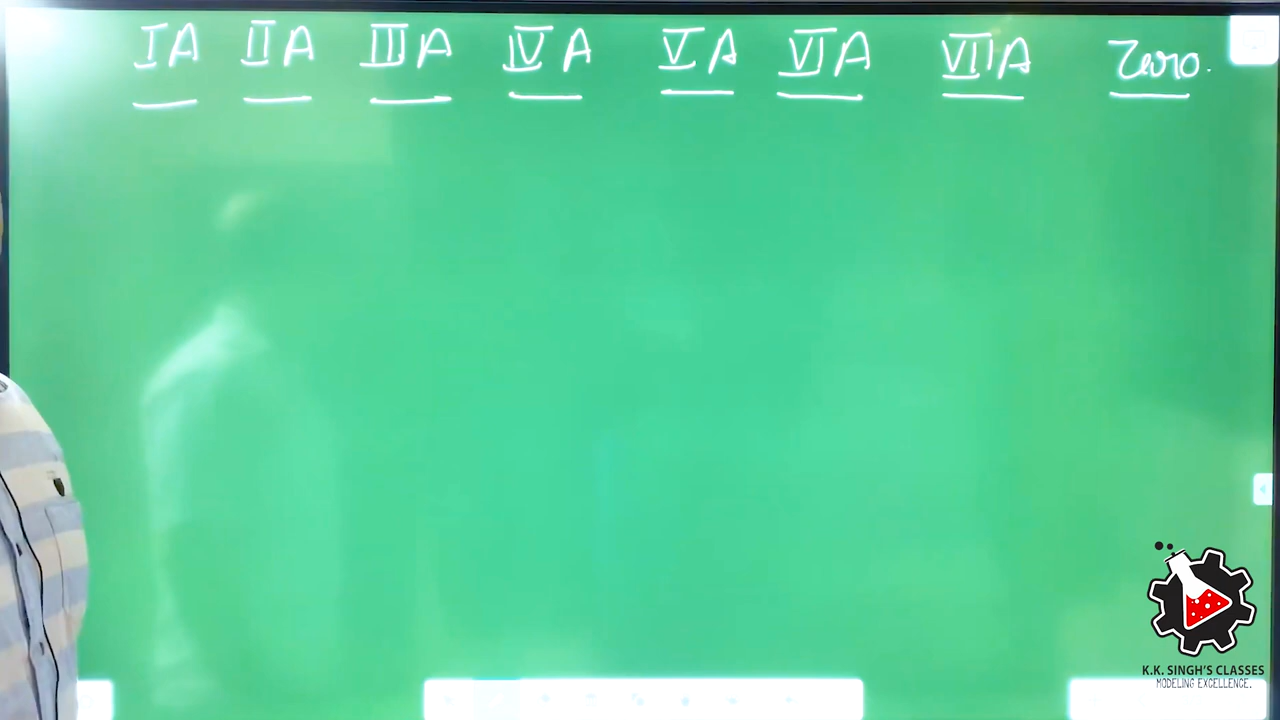 IA IIA IIIA IVA VA VIA VIIA Zero.
K.K. SINGH'S CLASSES
MODELING EXCELLENCE.